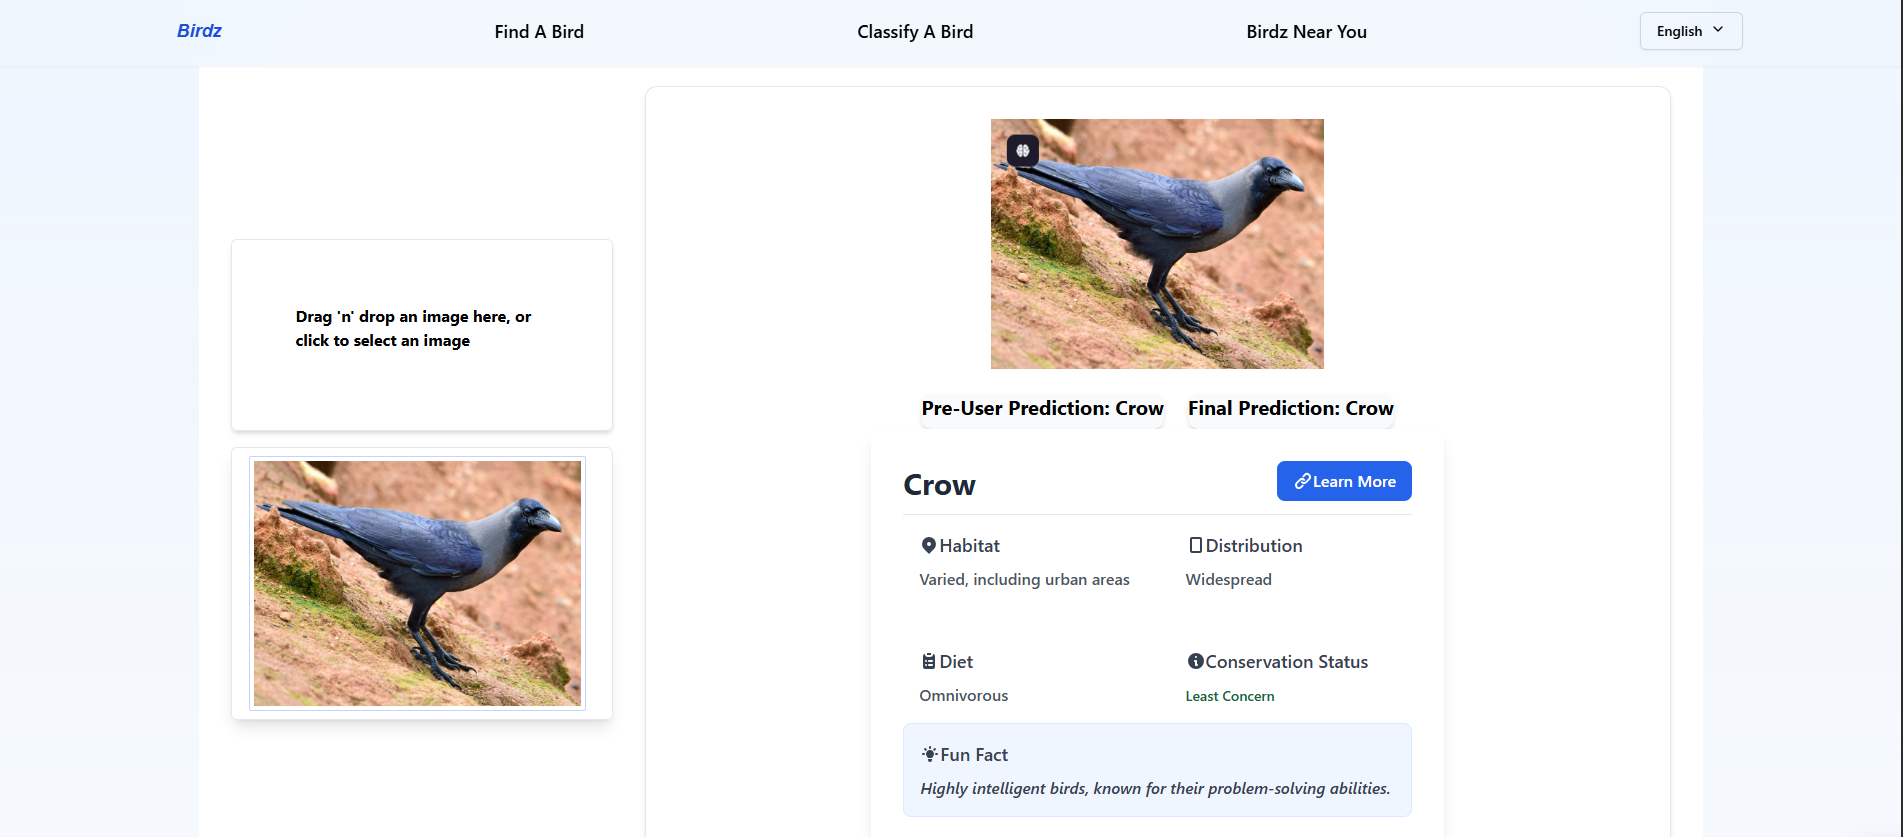 Birdz
Find A Bird
Classify A Bird
Birdz Near You
English
Drag 'n' drop an image here, or
click to select an image
Pre-User Prediction: Crow
Final Prediction: Crow
Crow
Learn More
Habitat
Distribution
Varied, including urban areas
Widespread
Diet
Conservation Status
Omnivorous
Least Concern
Fun Fact
Highly intelligent birds, known for their problem-solving abilities.